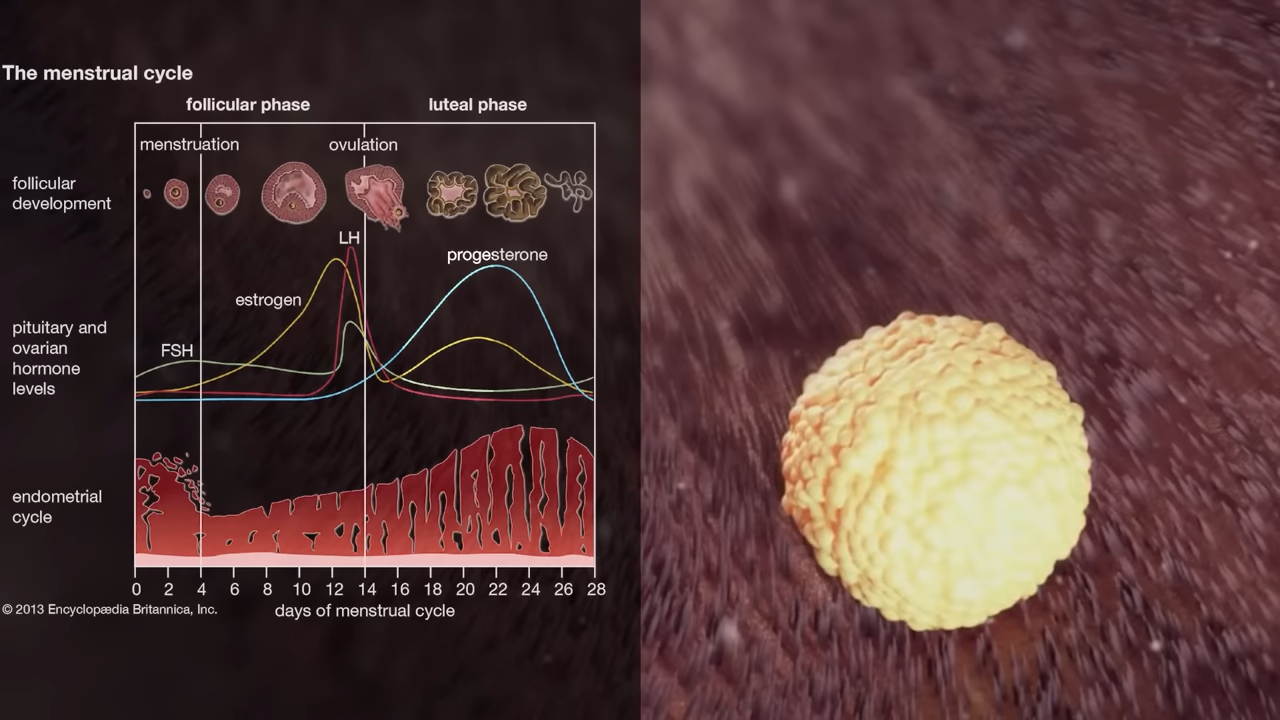 The menstrual cycle
follicular phase
luteal phase
menstruation
ovulation
follicular
development
LH
progesterone
estrogen
pituitary and
ovarian
hormone
levels
FSH
endometrial
cycle
0 2 4 6 8 10 12 13 14 16 18 20 22 24 26 28
days of menstrual cycle
© 2013 Encyclopædia Britannica, Inc.